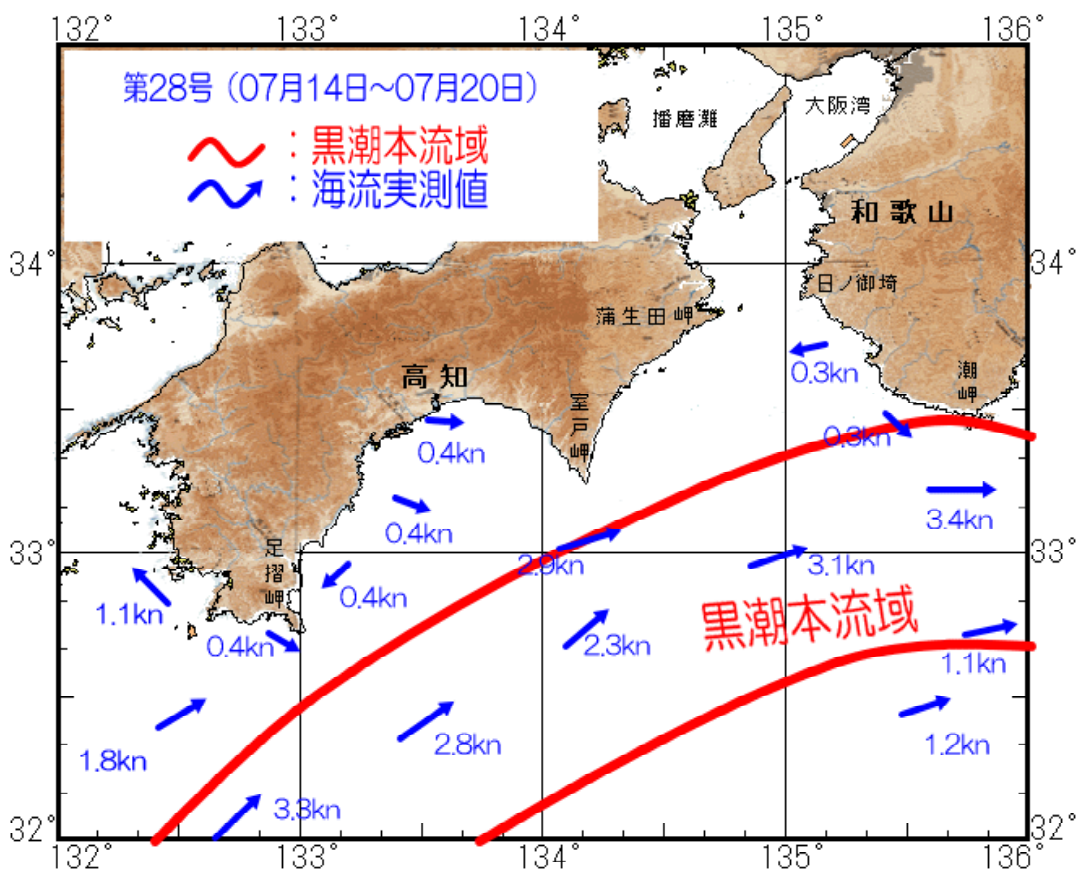 132° 133° 134° 135° 136°
第28号（07月14日～07月20日）
：黒潮本流域
：海流実測値
播磨灘
大阪湾
和歌山
34°
34°
日ノ御埼
蒲生田岬
0.3kn
潮岬
高知
室戸岬
0.4kn
0.3kn
0.4kn
3.4kn
33°
33°
足摺岬
2.9kn
3.1kn
1.1kn
0.4kn
黒潮本流域
0.4kn
2.3kn
1.1kn
1.8kn
2.8kn
1.2kn
3.3kn
32°
32°
132° 133° 134° 135° 136°